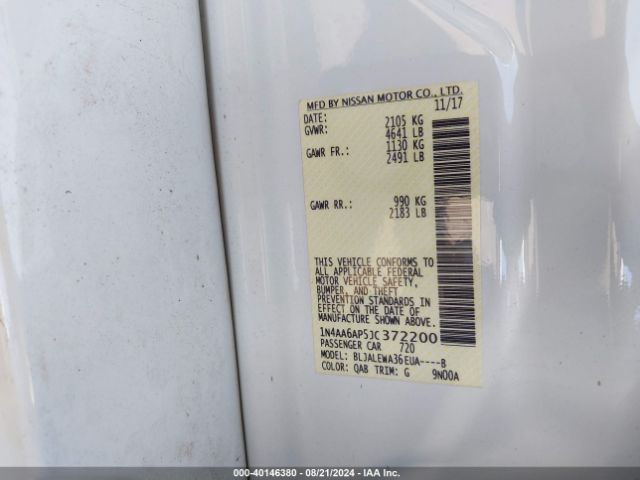 MFD BY NISSAN MOTOR CO., LTD.
DATE: 11/17
GVWR: 2105 KG
4641 LB
GAWR FR.: 1130 KG
2491 LB
GAWR RR.: 990 KG
2183 LB
THIS VEHICLE CONFORMS TO
ALL APPLICABLE FEDERAL
MOTOR VEHICLE SAFETY,
BUMPER, AND THEFT
PREVENTION STANDARDS IN
EFFECT ON THE DATE OF
MANUFACTURE SHOWN ABOVE.
1N4AA6AP5JC372200
PASSENGER CAR 720
MODEL: BLJALEWA36EUA----B
COLOR: QAB TRIM: G 9N00A
000-40146380 - 08/21/2024 - IAA Inc.